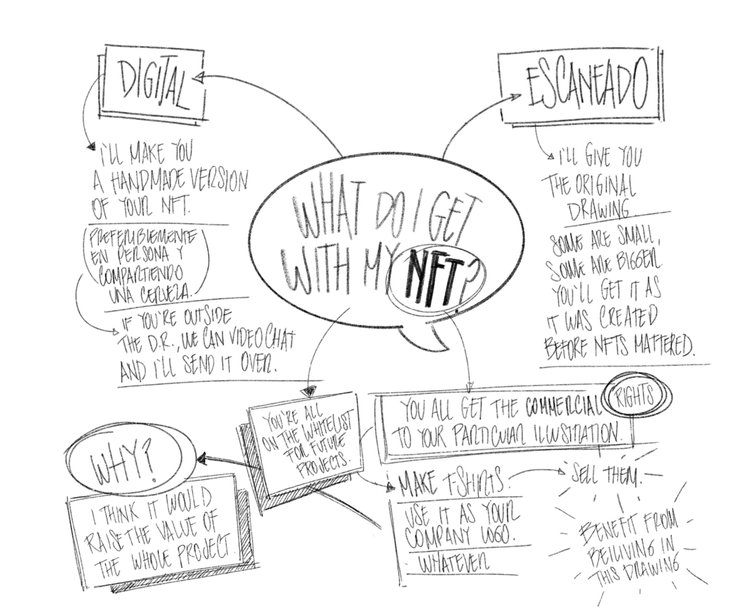 WHAT DO I GET
WITH MY NFT?
DIGITAL
I'LL MAKE YOU
A HANDMADE VERSION
OF YOUR NFT.
(PREFERIBLEMENTE
EN PERSONA Y
COMPARTIENDO
UNA CERVEZA.)
IF YOU'RE OUTSIDE
THE D.R., WE CAN VIDEO CHAT
AND I'LL SEND IT OVER.
ESCANEADO
I'LL GIVE YOU
THE ORIGINAL
DRAWING.
SOME ARE SMALL,
SOME ARE BIGGER
YOU'LL GET IT AS
IT WAS CREATED
BEFORE NFTS MATTERED.
YOU'RE ALL
ON THE WHITELIST
FOR FUTURE
PROJECTS.
WHY?
I THINK IT WOULD
RAISE THE VALUE OF
THE WHOLE PROJECT
YOU ALL GET THE COMMERCIAL RIGHTS
TO YOUR PARTICULAR ILLUSTRATION.
MAKE T-SHIRTS
USE IT AS YOUR
COMPANY LOGO.
WHATEVER
SELL THEM.
BENEFIT FROM
BEILIVING IN
THIS DRAWING